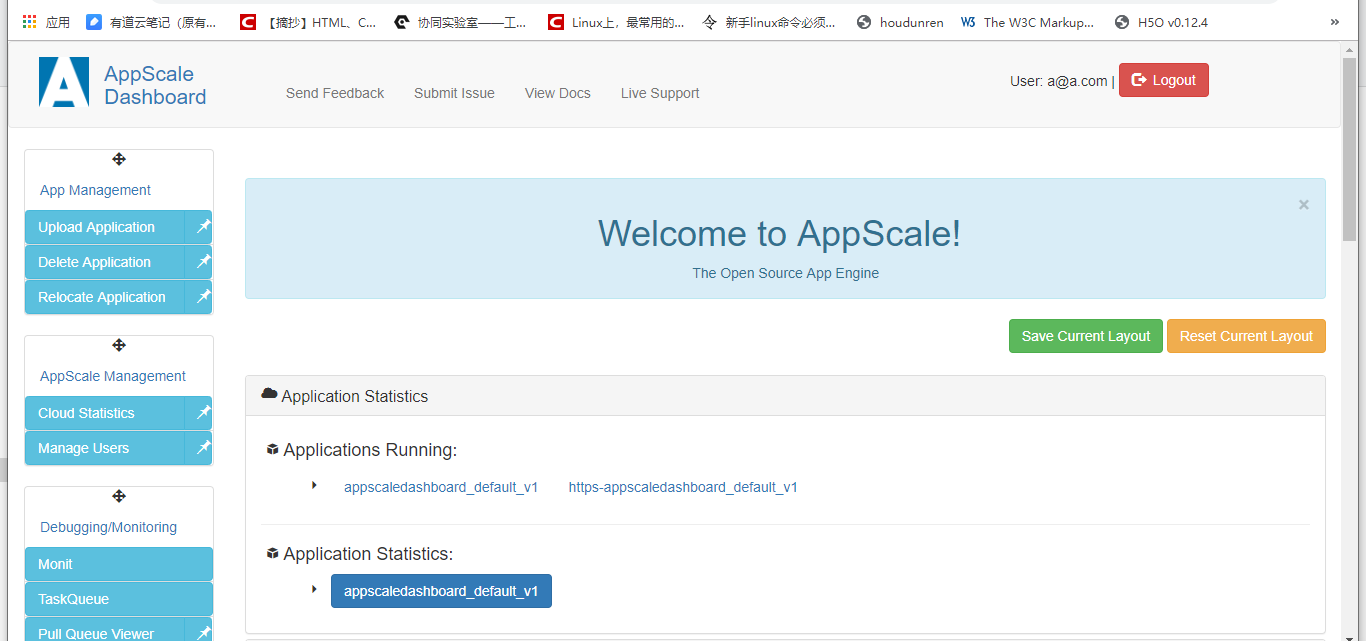 应用
有道云笔记（原有...
【摘抄】HTML、C...
协同实验室——工...
Linux上，最常用的...
新手linux命令必须...
houdunren
The W3C Markup...
H5O v0.12.4
»
AppScale
Dashboard
Send Feedback
Submit Issue
View Docs
Live Support
User: a@a.com |
Logout
App Management
Upload Application
Delete Application
Relocate Application
AppScale Management
Cloud Statistics
Manage Users
Debugging/Monitoring
Monit
TaskQueue
Pull Queue Viewer
×
Welcome to AppScale!
The Open Source App Engine
Save Current Layout
Reset Current Layout
Application Statistics
Applications Running:
appscaledashboard_default_v1
https-appscaledashboard_default_v1
Application Statistics:
appscaledashboard_default_v1